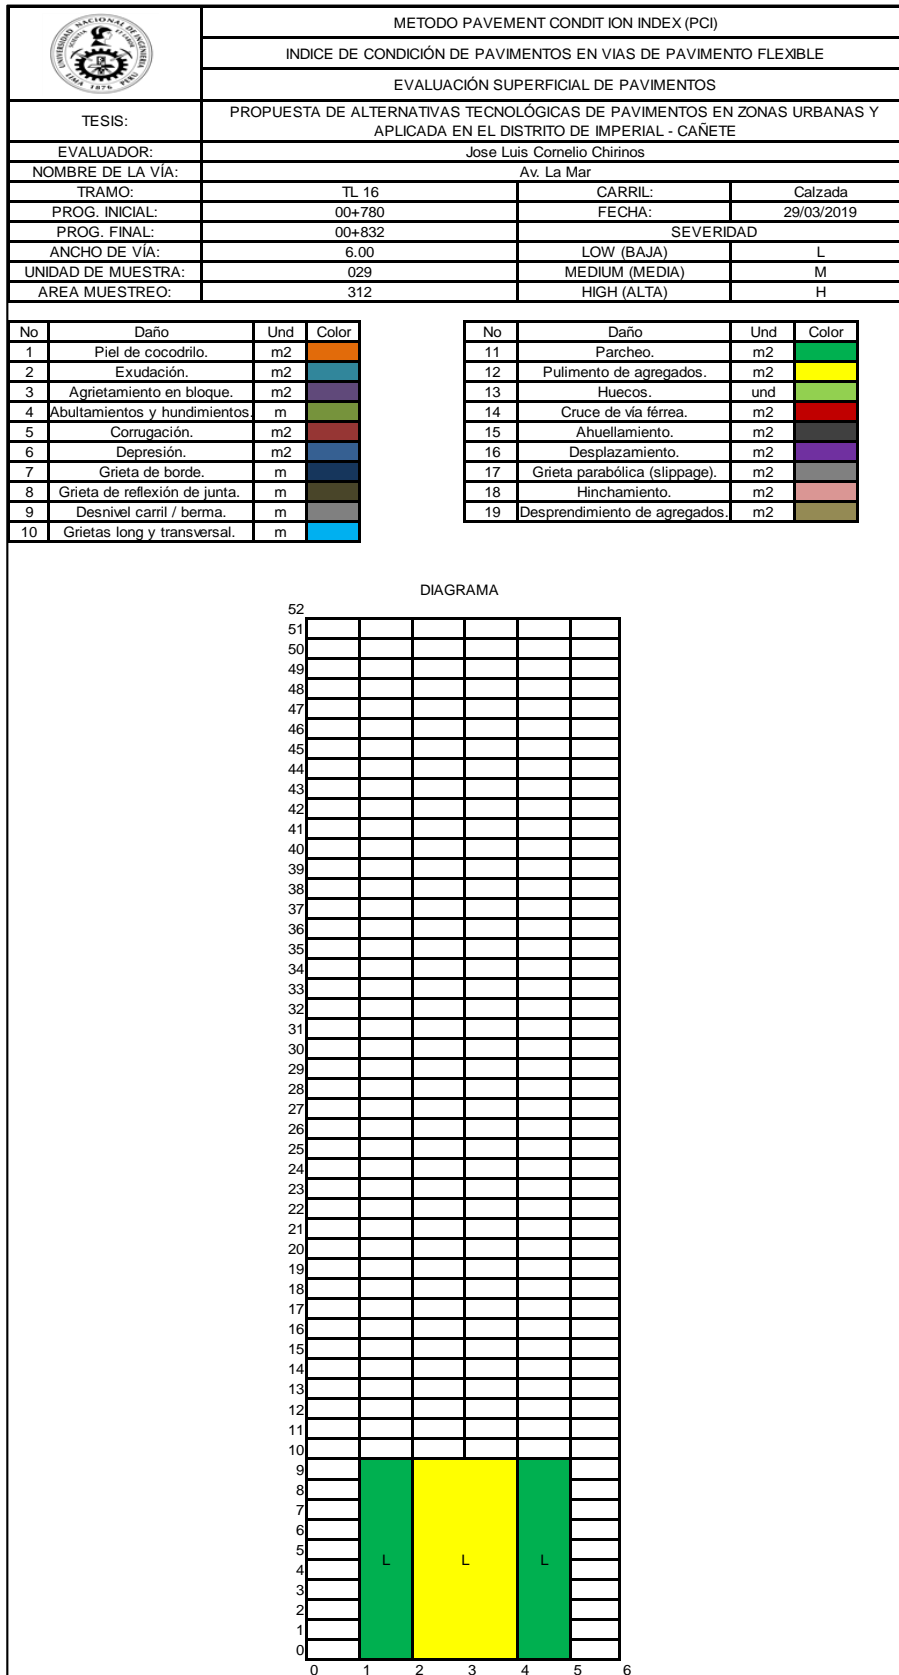 UNIVERSIDAD NACIONAL DE INGENIERIA
SCIENTIA ET LABOR
LIMA 1876 PERU
METODO PAVEMENT CONDIT ION INDEX (PCI)
INDICE DE CONDICIÓN DE PAVIMENTOS EN VIAS DE PAVIMENTO FLEXIBLE
EVALUACIÓN SUPERFICIAL DE PAVIMENTOS
TESIS: PROPUESTA DE ALTERNATIVAS TECNOLÓGICAS DE PAVIMENTOS EN ZONAS URBANAS Y
APLICADA EN EL DISTRITO DE IMPERIAL - CAÑETE
EVALUADOR: Jose Luis Cornelio Chirinos
NOMBRE DE LA VÍA: Av. La Mar
TRAMO: TL 16 CARRIL: Calzada
PROG. INICIAL: 00+780 FECHA: 29/03/2019
PROG. FINAL: 00+832 SEVERIDAD
ANCHO DE VÍA: 6.00 LOW (BAJA) L
UNIDAD DE MUESTRA: 029 MEDIUM (MEDIA) M
AREA MUESTREO: 312 HIGH (ALTA) H
No Daño Und Color
1 Piel de cocodrilo. m2
2 Exudación. m2
3 Agrietamiento en bloque. m2
4 Abultamientos y hundimientos. m
5 Corrugación. m2
6 Depresión. m2
7 Grieta de borde. m
8 Grieta de reflexión de junta. m
9 Desnivel carril / berma. m
10 Grietas long y transversal. m
No Daño Und Color
11 Parcheo. m2
12 Pulimento de agregados. m2
13 Huecos. und
14 Cruce de vía férrea. m2
15 Ahuellamiento. m2
16 Desplazamiento. m2
17 Grieta parabólica (slippage). m2
18 Hinchamiento. m2
19 Desprendimiento de agregados. m2
DIAGRAMA
52
51
50
49
48
47
46
45
44
43
42
41
40
39
38
37
36
35
34
33
32
31
30
29
28
27
26
25
24
23
22
21
20
19
18
17
16
15
14
13
12
11
10
9
8
7
6
5
L L L
4
3
2
1
0
0 1 2 3 4 5 6